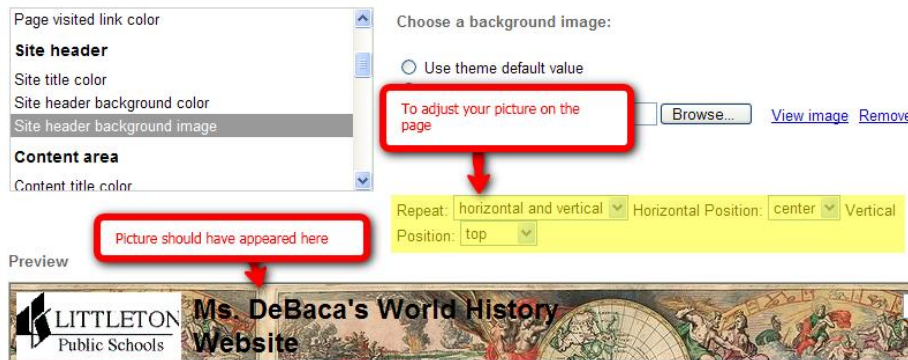 Page visited link color
Site header
Site title color
Site header background color
Site header background image
Content area
Content title color
Choose a background image:
Use theme default value
To adjust your picture on the
page
Browse...
View image Remove
Repeat: horizontal and vertical Horizontal Position: center Vertical
Position: top
Picture should have appeared here
Preview
LITTLETON
Public Schools
Ms. DeBaca's World History
Website